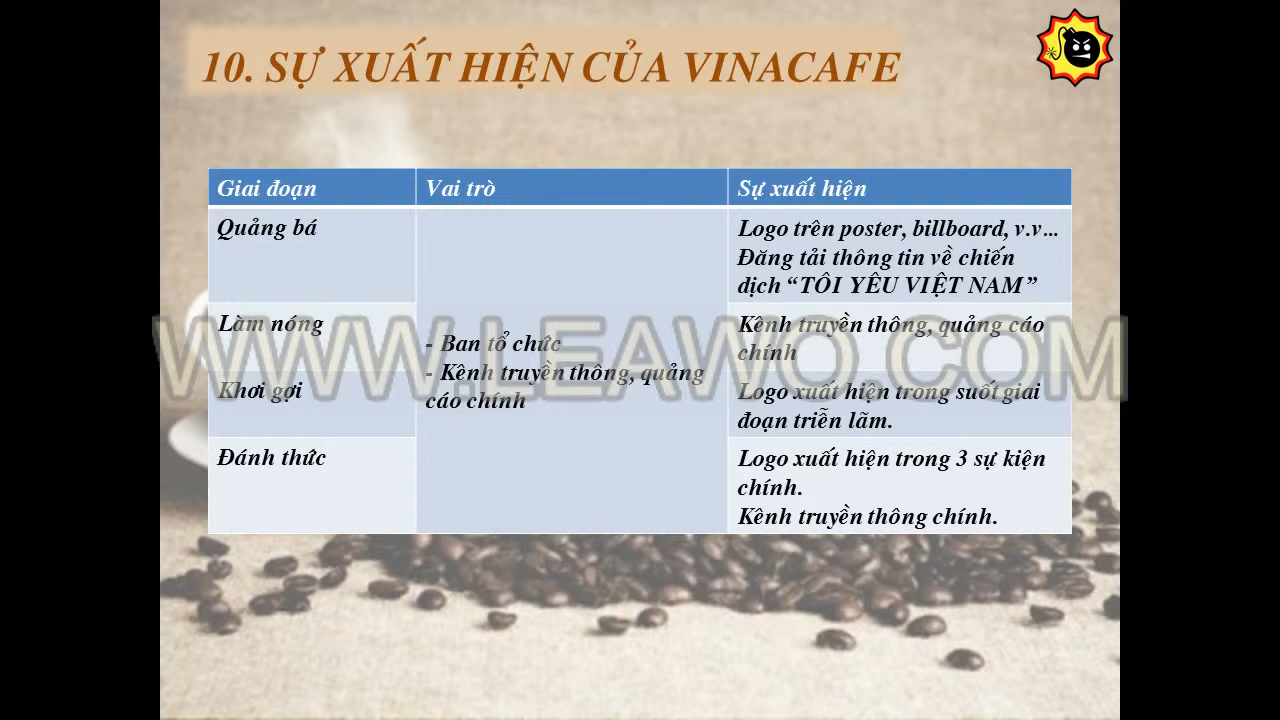 10. SỰ XUẤT HIỆN CỦA VINACAFE
Giai đoạn
Vai trò
Sự xuất hiện
Quảng bá
- Ban tổ chức
- Kênh truyền thông, quảng
cáo chính
Logo trên poster, billboard, v.v...
Đăng tải thông tin về chiến
dịch “TÔI YÊU VIỆT NAM”
Làm nóng
Kênh truyền thông, quảng cáo
chính
Khơi gợi
Logo xuất hiện trong suốt giai
đoạn triễn lãm.
Đánh thức
Logo xuất hiện trong 3 sự kiện
chính.
Kênh truyền thông chính.
WWW.LEAWO.COM